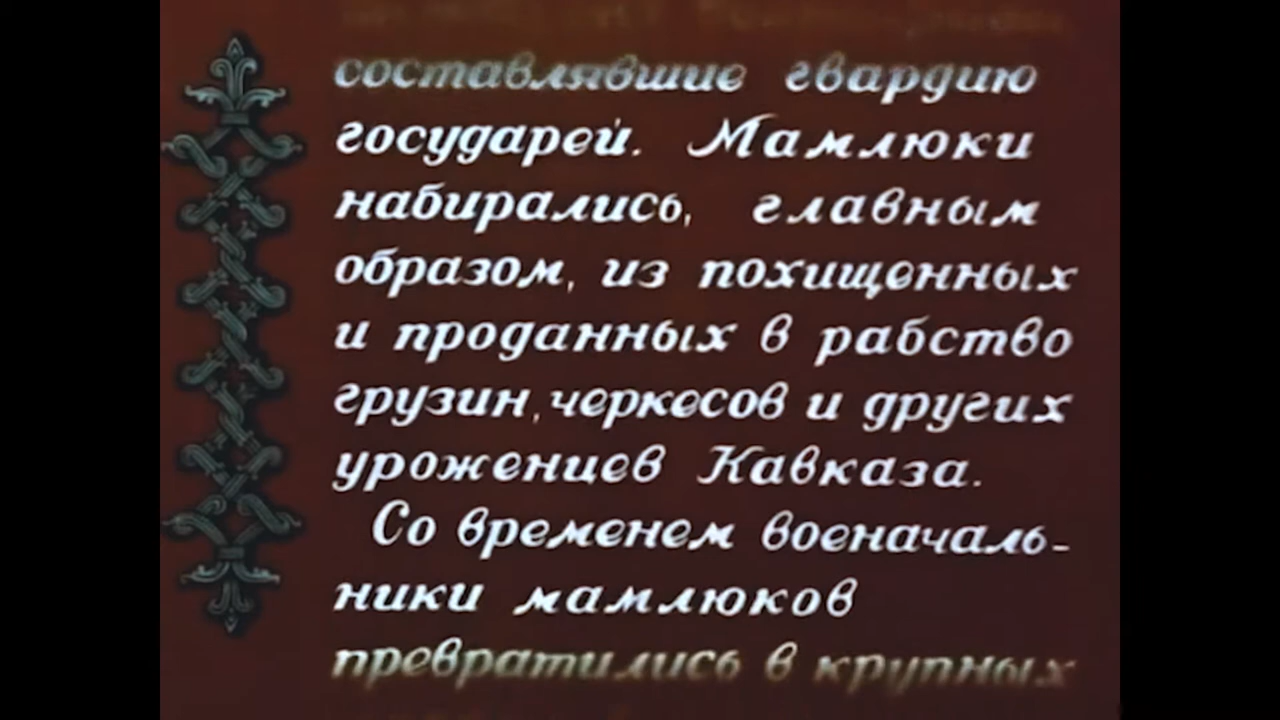 составлявшие гвардию
государей. Мамлюки
набирались, главным
образом, из похищенных
и проданных в рабство
грузин, черкесов и других
уроженцев Кавказа.
Со временем военачаль-
ники мамлюков
превратились в крупных